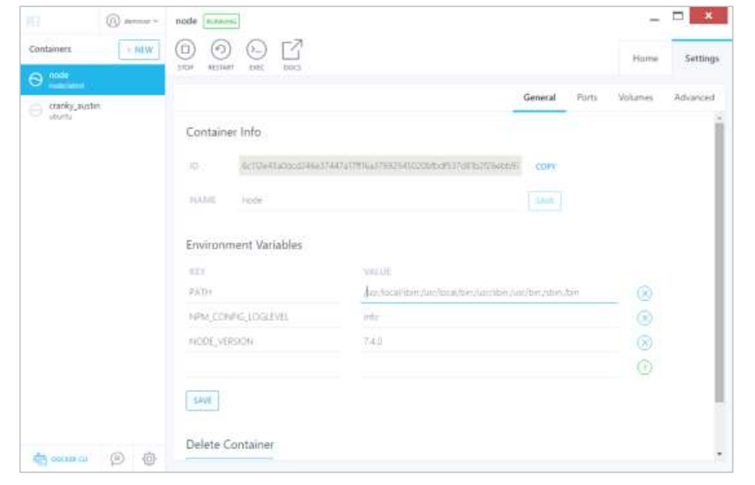 node RUNNING
Containers + NEW
STOP RESTART EXEC DOCS
Home Settings
node
node:latest
cranky_austin
ubuntu
General Ports Volumes Advanced
Container Info
ID
COPY
NAME node SAVE
Environment Variables
KEY VALUE
PATH /usr/local/sbin:/usr/local/bin:/usr/sbin:/usr/bin:/sbin:/bin
NPM_CONFIG_LOGLEVEL info
NODE_VERSION 7.4.0
SAVE
Delete Container
DOCKER CLI